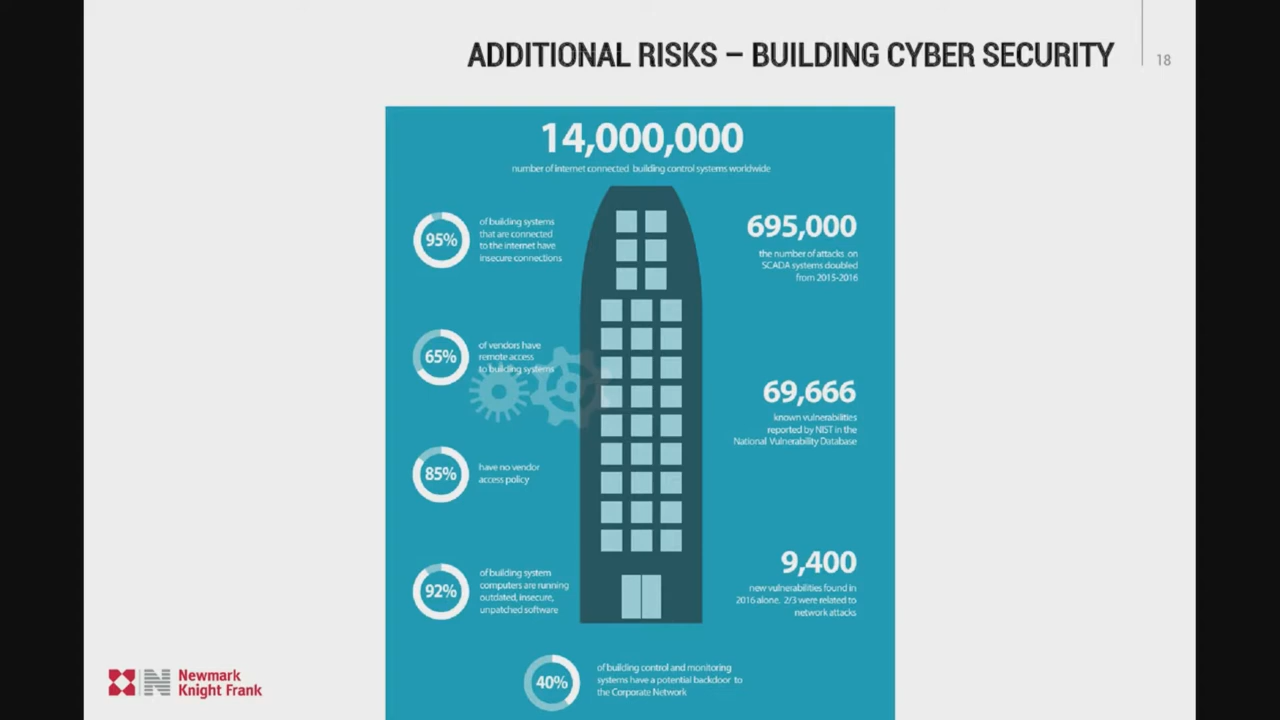 ADDITIONAL RISKS – BUILDING CYBER SECURITY
18
14,000,000
number of internet connected building control systems worldwide
95%
of building systems
that are connected
to the internet have
insecure connections
65%
of vendors have
remote access
to building systems
85%
have no vendor
access policy
92%
of building system
computers are running
outdated, insecure,
unpatched software
695,000
the number of attacks on
SCADA systems doubled
from 2015-2016
69,666
known vulnerabilities
reported by NIST in the
National Vulnerability Database
9,400
new vulnerabilities found in
2016 alone. 2/3 were related to
network attacks
40%
of building control and monitoring
systems have a potential backdoor to
the Corporate Network
Newmark
Knight Frank